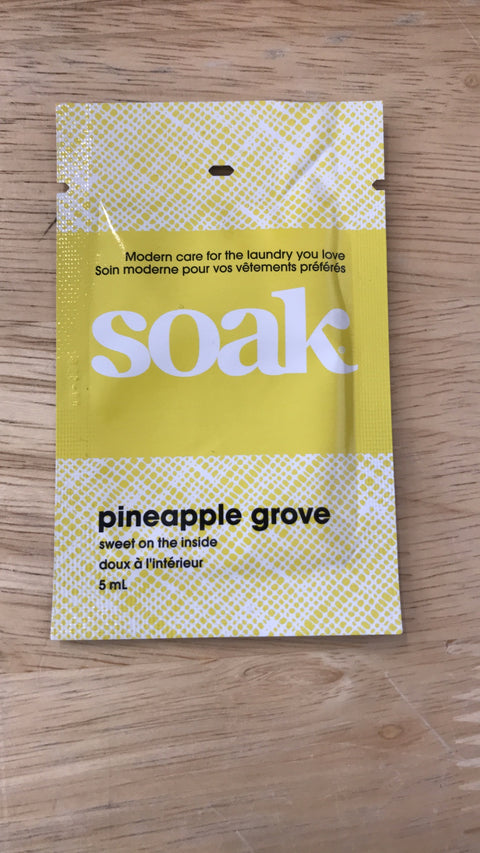 Modern care for the laundry you love
Soin moderne pour vos vêtements préférés
soak
pineapple grove
sweet on the inside
doux à l'intérieur
5 mL